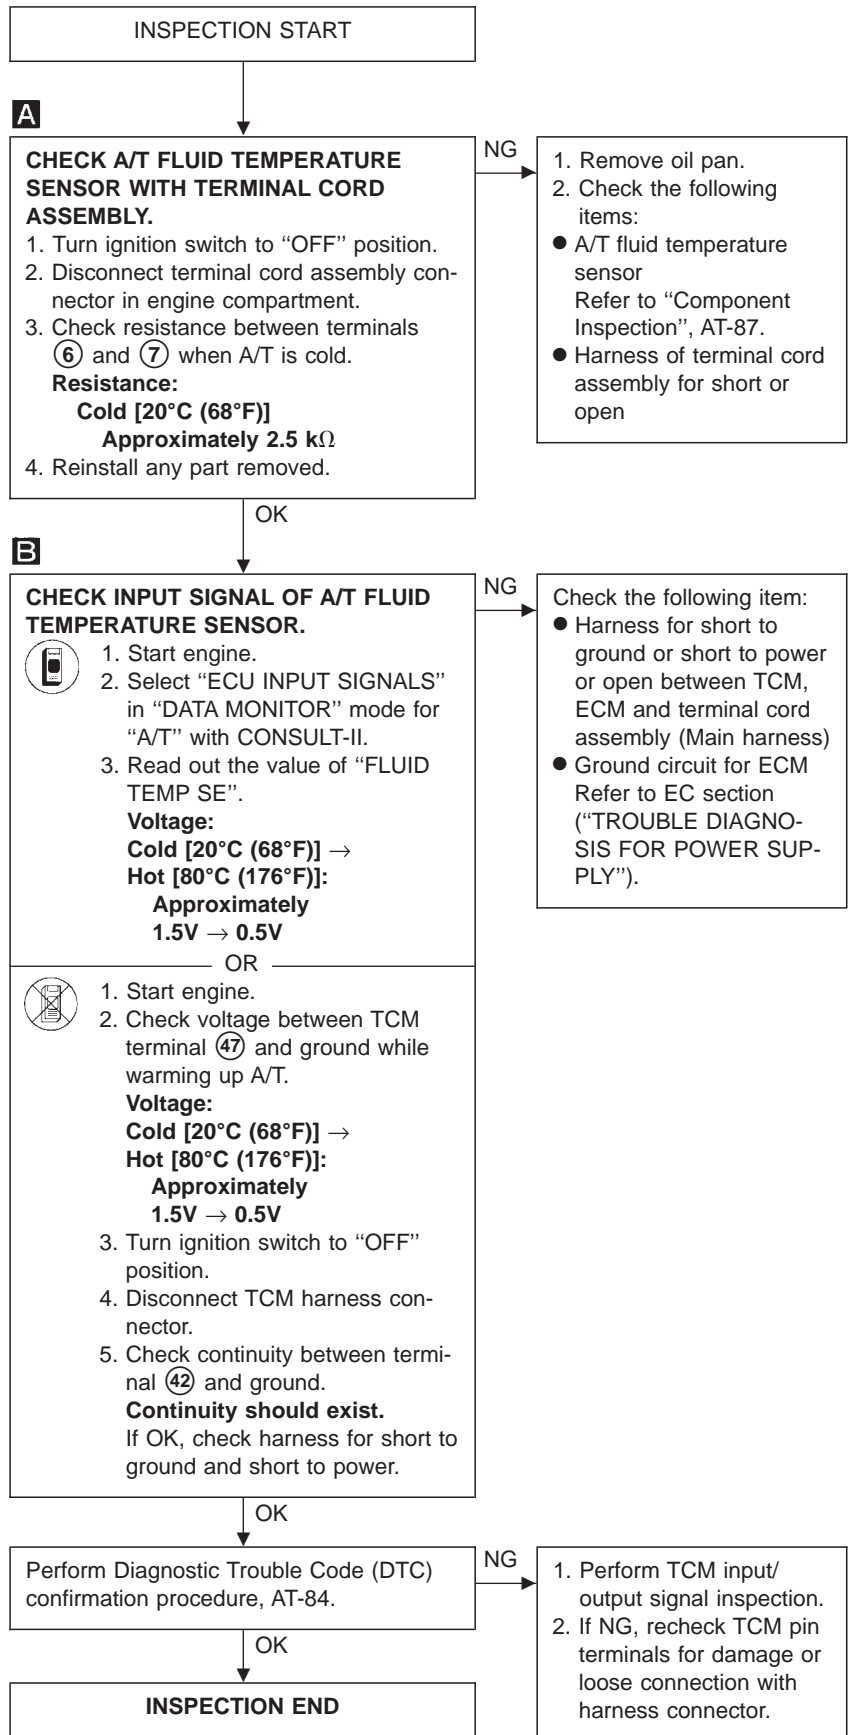 INSPECTION START
A
CHECK A/T FLUID TEMPERATURE
SENSOR WITH TERMINAL CORD
ASSEMBLY.
1. Turn ignition switch to ‘‘OFF’’ position.
2. Disconnect terminal cord assembly con-
nector in engine compartment.
3. Check resistance between terminals
⑥ and ⑦ when A/T is cold.
Resistance:
Cold [20°C (68°F)]
Approximately 2.5 kΩ
4. Reinstall any part removed.
NG
1. Remove oil pan.
2. Check the following
items:
● A/T fluid temperature
sensor
Refer to ‘‘Component
Inspection’’, AT-87.
● Harness of terminal cord
assembly for short or
open
OK
B
CHECK INPUT SIGNAL OF A/T FLUID
TEMPERATURE SENSOR.
1. Start engine.
2. Select ‘‘ECU INPUT SIGNALS’’
in ‘‘DATA MONITOR’’ mode for
‘‘A/T’’ with CONSULT-II.
3. Read out the value of ‘‘FLUID
TEMP SE’’.
Voltage:
Cold [20°C (68°F)] →
Hot [80°C (176°F)]:
Approximately
1.5V → 0.5V
OR
1. Start engine.
2. Check voltage between TCM
terminal ㊼ and ground while
warming up A/T.
Voltage:
Cold [20°C (68°F)] →
Hot [80°C (176°F)]:
Approximately
1.5V → 0.5V
3. Turn ignition switch to ‘‘OFF’’
position.
4. Disconnect TCM harness con-
nector.
5. Check continuity between termi-
nal ㊷ and ground.
Continuity should exist.
If OK, check harness for short to
ground and short to power.
NG
Check the following item:
● Harness for short to
ground or short to power
or open between TCM,
ECM and terminal cord
assembly (Main harness)
● Ground circuit for ECM
Refer to EC section
(‘‘TROUBLE DIAGNO-
SIS FOR POWER SUP-
PLY’’).
OK
Perform Diagnostic Trouble Code (DTC)
confirmation procedure, AT-84.
NG
1. Perform TCM input/
output signal inspection.
2. If NG, recheck TCM pin
terminals for damage or
loose connection with
harness connector.
OK
INSPECTION END